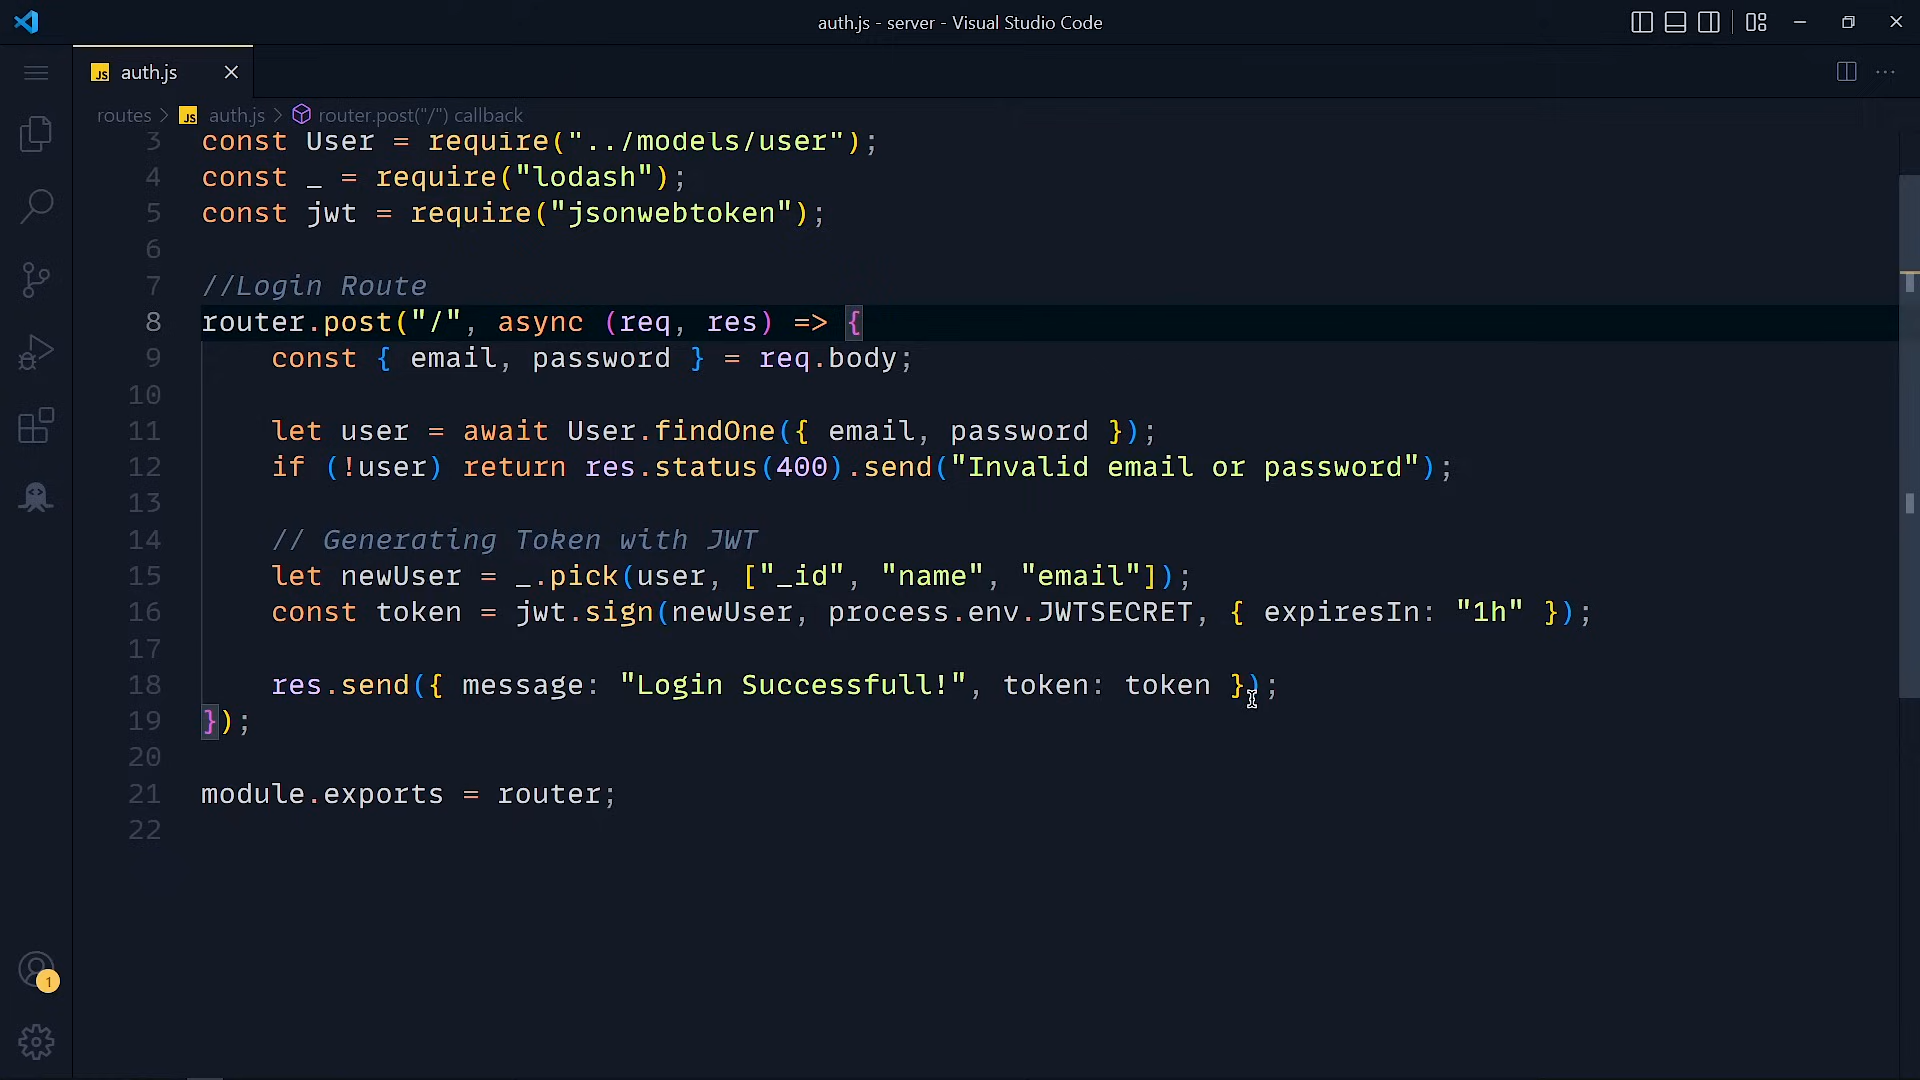 auth.js - server - Visual Studio Code
JS auth.js
routes > JS auth.js > router.post("/") callback
3 const User = require("../models/user");
4 const _ = require("lodash");
5 const jwt = require("jsonwebtoken");
6
7 //Login Route
8 router.post("/", async (req, res) => {
9 const { email, password } = req.body;
10
11 let user = await User.findOne({ email, password });
12 if (!user) return res.status(400).send("Invalid email or password");
13
14 // Generating Token with JWT
15 let newUser = _.pick(user, ["_id", "name", "email"]);
16 const token = jwt.sign(newUser, process.env.JWTSECRET, { expiresIn: "1h" });
17
18 res.send({ message: "Login Successfull!", token: token });
19 });
20
21 module.exports = router;
22
1